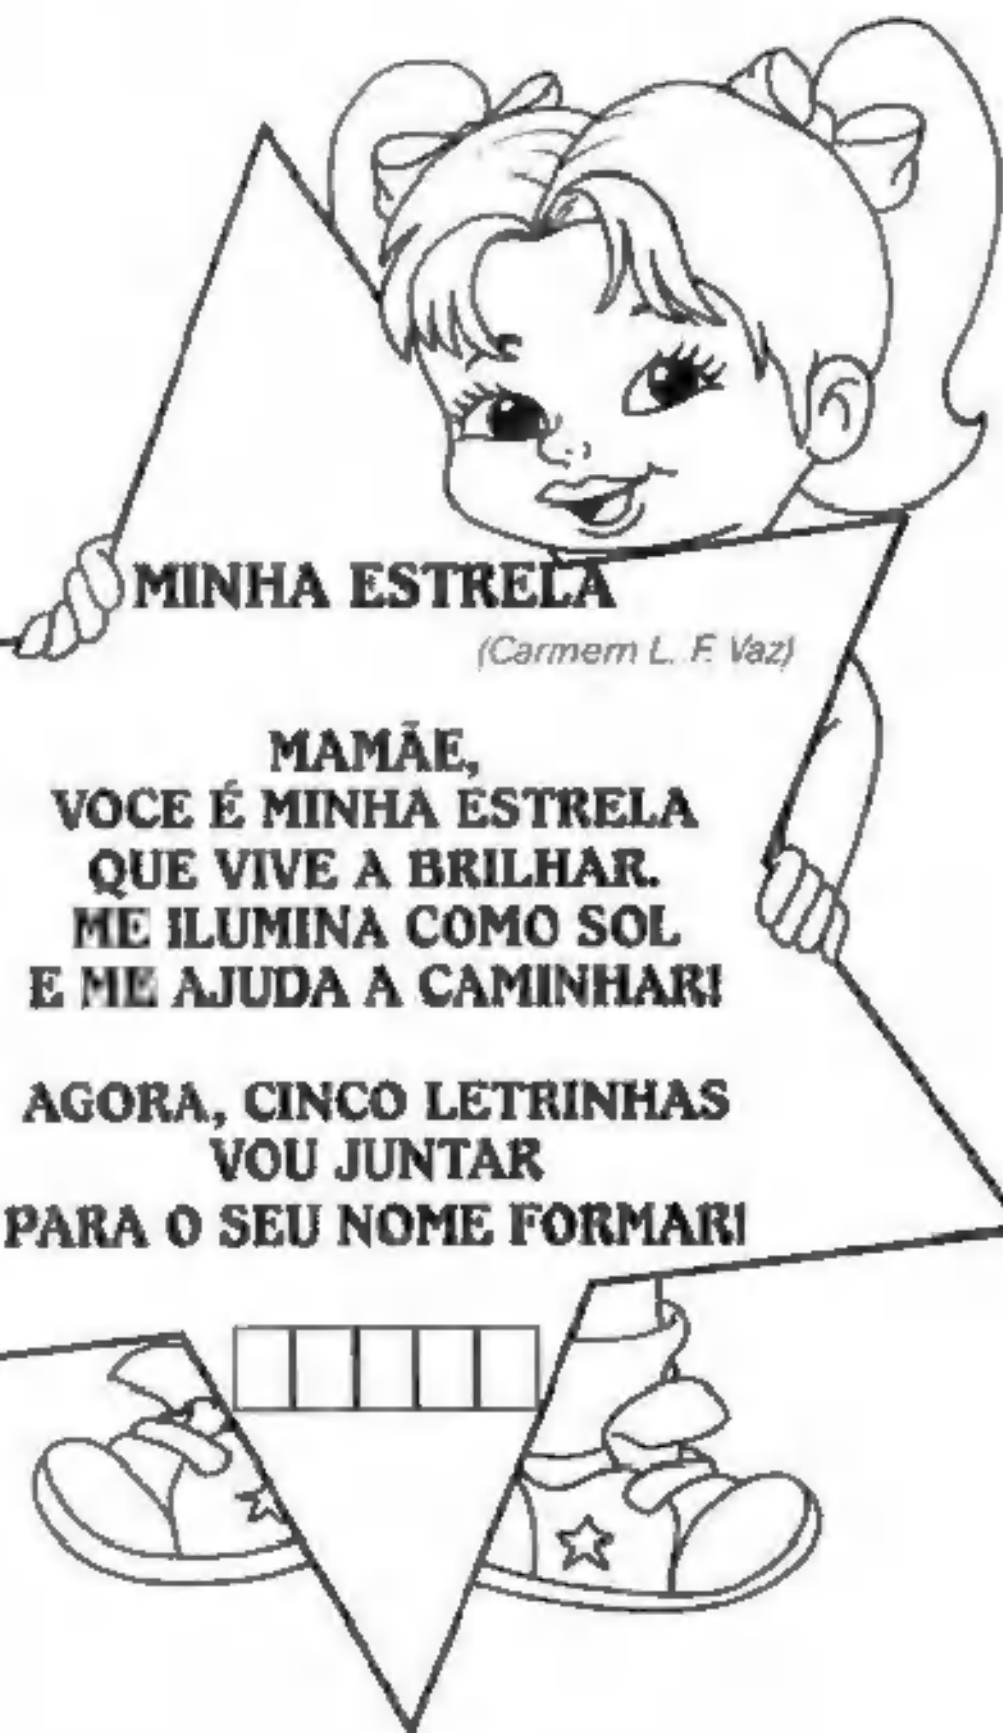 MINHA ESTRELA
(Carmem L. F. Vaz)
MAMÃE,
VOCE É MINHA ESTRELA
QUE VIVE A BRILHAR.
ME ILUMINA COMO SOL
E ME AJUDA A CAMINHAR!
AGORA, CINCO LETRINHAS
VOU JUNTAR
PARA O SEU NOME FORMAR!